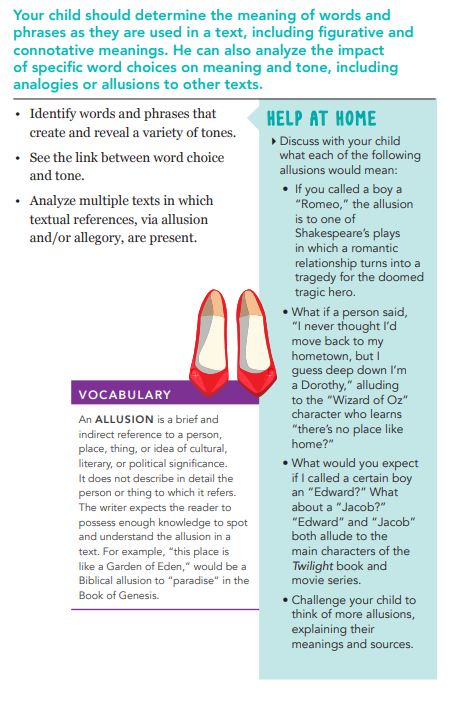 Your child should determine the meaning of words and
phrases as they are used in a text, including figurative and
connotative meanings. He can also analyze the impact
of specific word choices on meaning and tone, including
analogies or allusions to other texts.
• Identify words and phrases that
create and reveal a variety of tones.
• See the link between word choice
and tone.
• Analyze multiple texts in which
textual references, via allusion
and/or allegory, are present.
VOCABULARY
An ALLUSION is a brief and
indirect reference to a person,
place, thing, or idea of cultural,
literary, or political significance.
It does not describe in detail the
person or thing to which it refers.
The writer expects the reader to
possess enough knowledge to spot
and understand the allusion in a
text. For example, “this place is
like a Garden of Eden,” would be a
Biblical allusion to “paradise” in the
Book of Genesis.
HELP AT HOME
Discuss with your child
what each of the following
allusions would mean:
• If you called a boy a
“Romeo,” the allusion
is to one of
Shakespeare’s plays
in which a romantic
relationship turns into a
tragedy for the doomed
tragic hero.
• What if a person said,
“I never thought I’d
move back to my
hometown, but I
guess deep down I’m
a Dorothy,” alluding
to the “Wizard of Oz”
character who learns
“there’s no place like
home?”
• What would you expect
if I called a certain boy
an “Edward?” What
about a “Jacob?”
“Edward” and “Jacob”
both allude to the
main characters of the
Twilight book and
movie series.
• Challenge your child to
think of more allusions,
explaining their
meanings and sources.